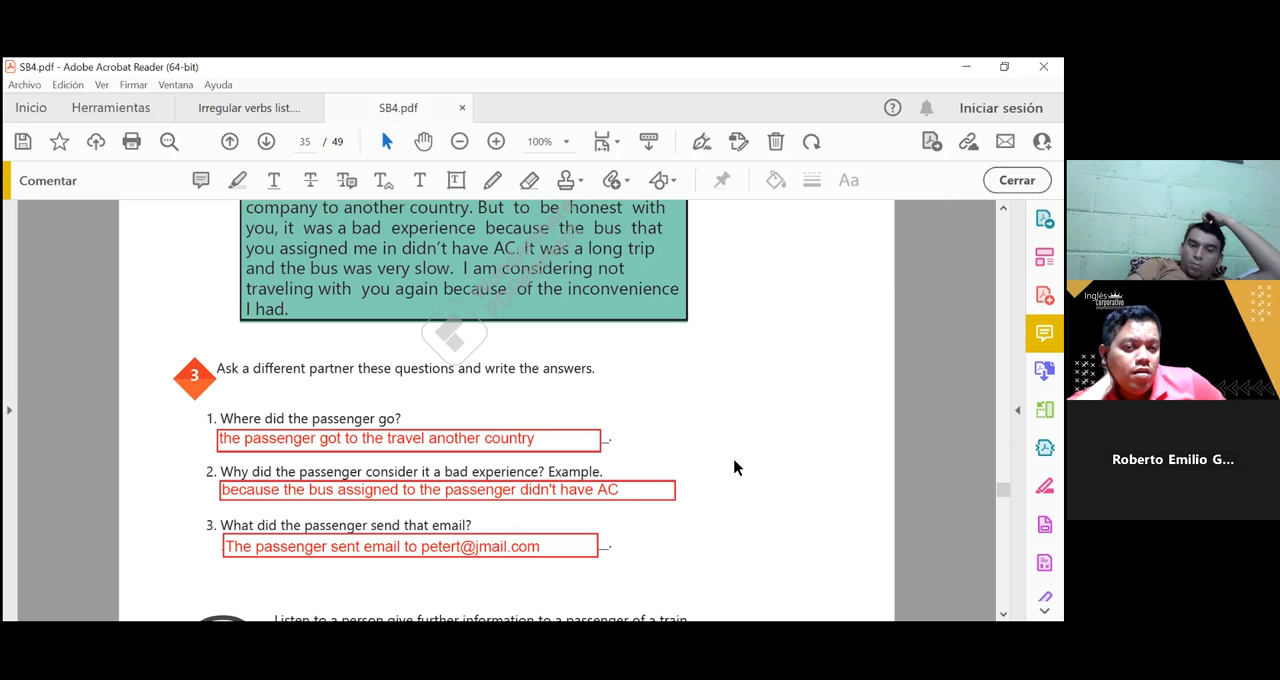 SB4.pdf - Adobe Acrobat Reader (64-bit)
Archivo Edición Ver Firmar Ventana Ayuda
Inicio Herramientas Irregular verbs list.... SB4.pdf × Iniciar sesión
35 / 49 100%
Comentar Cerrar
company to another country. But to be honest with
you, it was a bad experience because the bus that
you assigned me in didn't have AC. It was a long trip
and the bus was very slow. I am considering not
traveling with you again because of the inconvenience
I had.
3 Ask a different partner these questions and write the answers.
1. Where did the passenger go?
the passenger got to the travel another country
2. Why did the passenger consider it a bad experience? Example.
because the bus assigned to the passenger didn't have AC
3. What did the passenger send that email?
The passenger sent email to petert@jmail.com
Listen to a person give further information to a passenger of a train
Inglés
Corporativo
Roberto Emilio G...